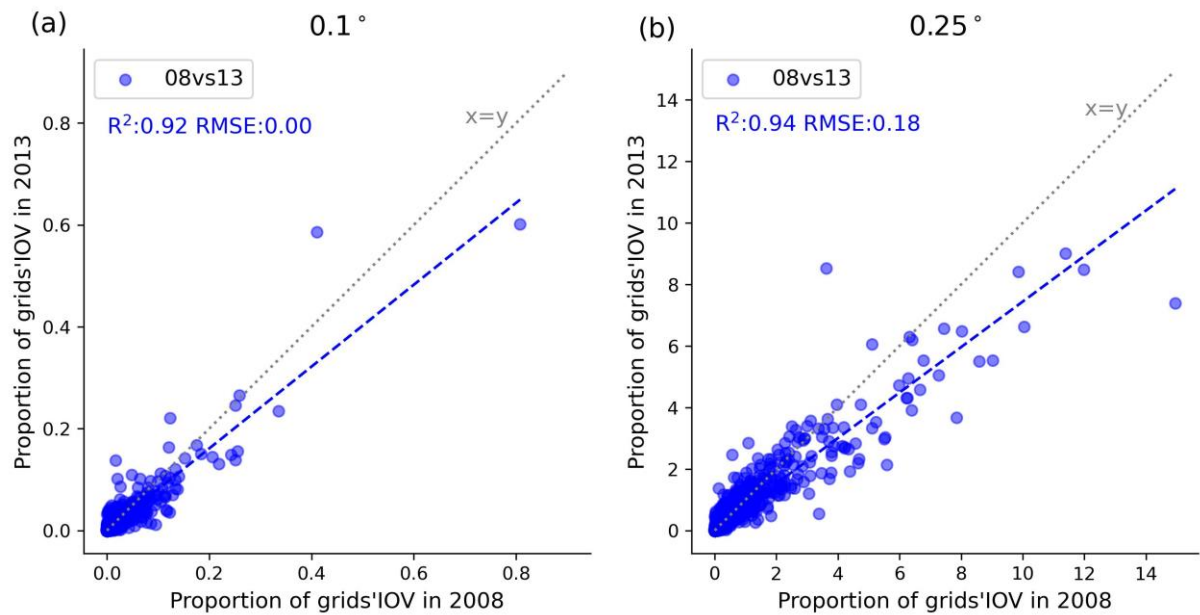 (a)
0.1°
08vs13
R²:0.92 RMSE:0.00
x=y
0.8
0.6
0.4
0.2
0.0
0.0 0.2 0.4 0.6 0.8
Proportion of grids'IOV in 2013
Proportion of grids'IOV in 2008
(b)
0.25°
08vs13
R²:0.94 RMSE:0.18
x=y
14
12
10
8
6
4
2
0
0 2 4 6 8 10 12 14
Proportion of grids'IOV in 2013
Proportion of grids'IOV in 2008